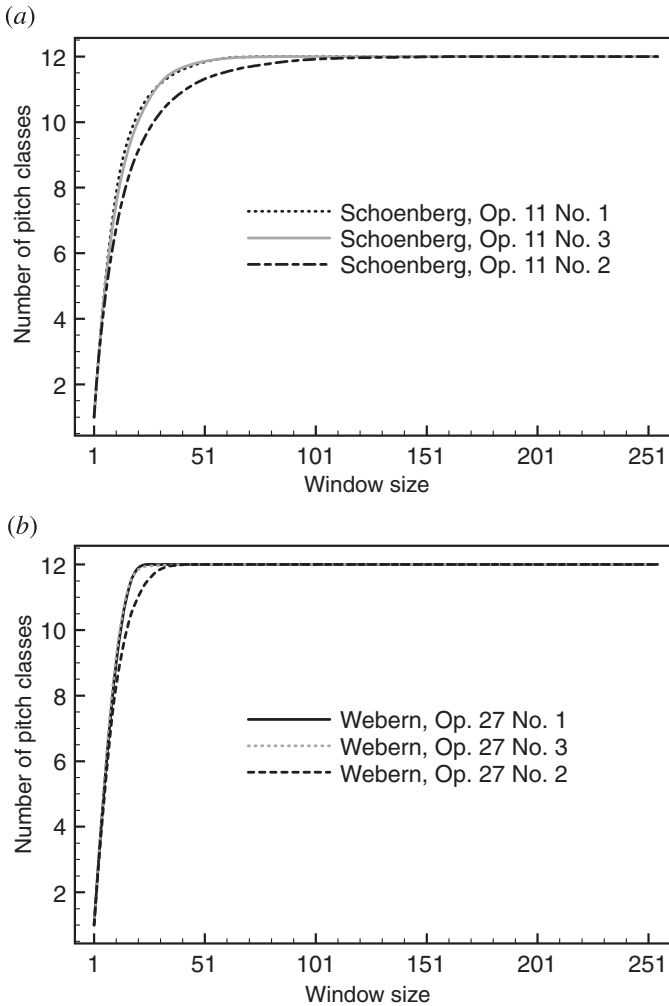 (a)
12
10
8
6
4
2
Number of pitch classes
Schoenberg, Op. 11 No. 1
Schoenberg, Op. 11 No. 3
Schoenberg, Op. 11 No. 2
1 51 101 151 201 251
Window size
(b)
12
10
8
6
4
2
Number of pitch classes
Webern, Op. 27 No. 1
Webern, Op. 27 No. 3
Webern, Op. 27 No. 2
1 51 101 151 201 251
Window size